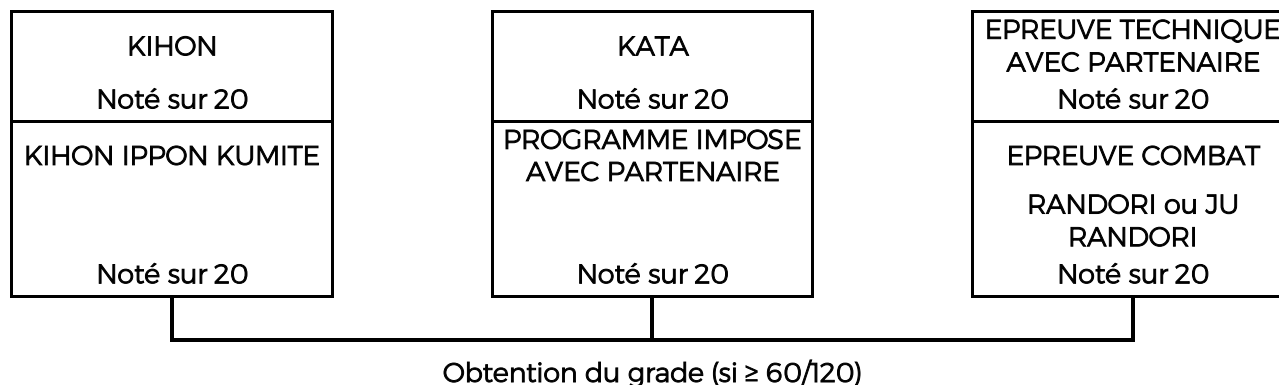 KIHON
Noté sur 20
KIHON IPPON KUMITE
Noté sur 20
KATA
Noté sur 20
PROGRAMME IMPOSE
AVEC PARTENAIRE
Noté sur 20
EPREUVE TECHNIQUE
AVEC PARTENAIRE
Noté sur 20
EPREUVE COMBAT
RANDORI ou JU
RANDORI
Noté sur 20
Obtention du grade (si ≥ 60/120)